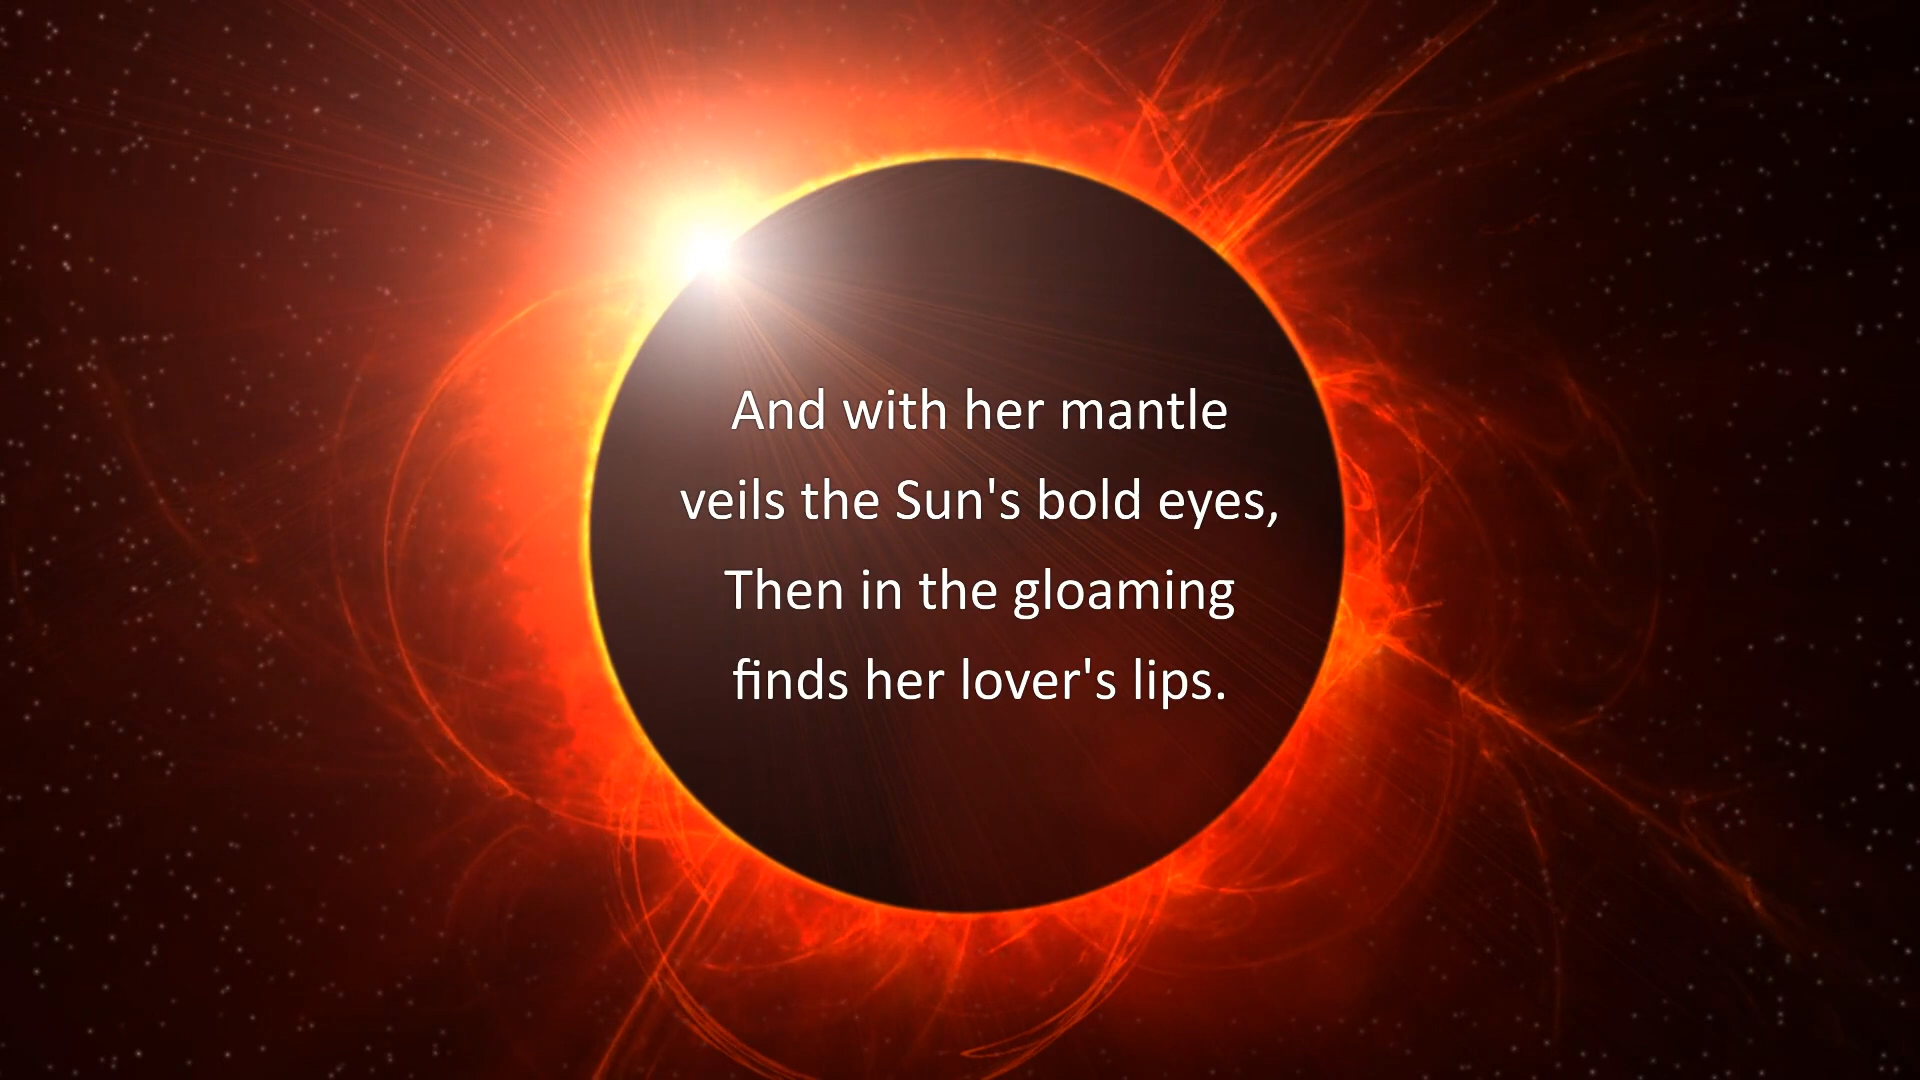 And with her mantle
veils the Sun's bold eyes,
Then in the gloaming
finds her lover's lips.